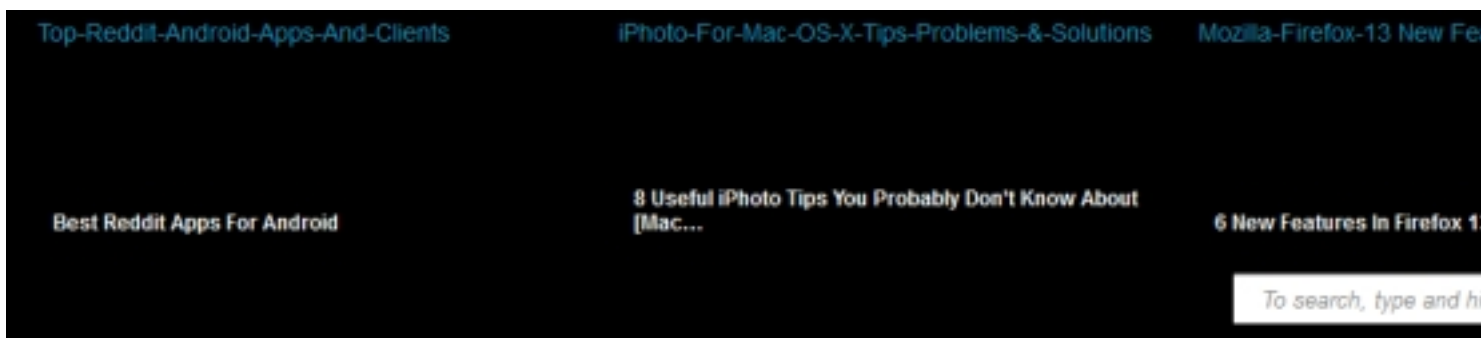 Top-Reddit-Android-Apps-And-Clients
iPhoto-For-Mac-OS-X-Tips-Problems-&-Solutions
Mozilla-Firefox-13 New
Best Reddit Apps For Android
8 Useful iPhoto Tips You Probably Don't Know About
[Mac...
6 New Features In Firefox
To search, type and